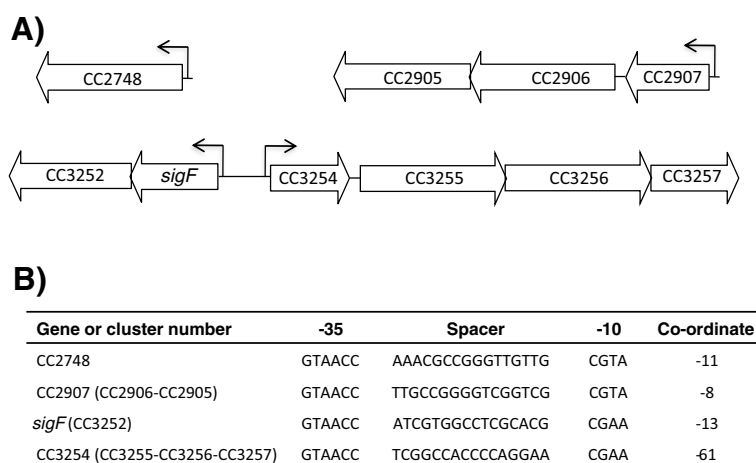 A)
CC2748 CC2905 CC2906 CC2907
CC3252 sigF CC3254 CC3255 CC3256 CC3257
B)
Gene or cluster number -35 Spacer -10 Co-ordinate
CC2748 GTAACC AAACGCCGGGTTGTTG CGTA -11
CC2907 (CC2906-CC2905) GTAACC TTGCCGGGGTCGGTCG CGTA -8
sigF (CC3252) GTAACC ATCGTGGCCTCGCACG CGAA -13
CC3254 (CC3255-CC3256-CC3257) GTAACC TCGGCCACCCCAGGAA CGAA -61